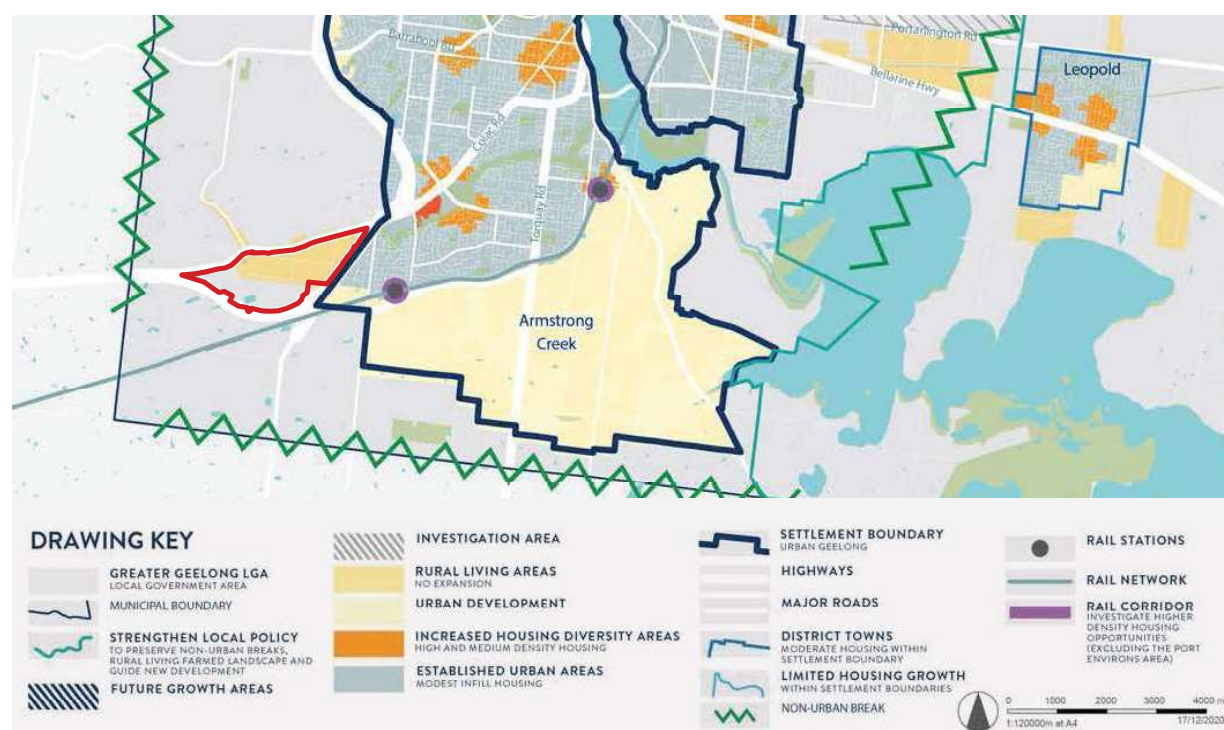 Barrabool Rd
Portarlington Rd
Leopold
Bellarine Hwy
Colac Rd
Torquay Rd
Armstrong
Creek
DRAWING KEY
GREATER GEELONG LGA
LOCAL GOVERNMENT AREA
MUNICIPAL BOUNDARY
STRENGTHEN LOCAL POLICY
TO PRESERVE NON-URBAN BREAKS,
RURAL LIVING FARMED LANDSCAPE AND
GUIDE NEW DEVELOPMENT
FUTURE GROWTH AREAS
INVESTIGATION AREA
RURAL LIVING AREAS
NO EXPANSION
URBAN DEVELOPMENT
INCREASED HOUSING DIVERSITY AREAS
HIGH AND MEDIUM DENSITY HOUSING
ESTABLISHED URBAN AREAS
MODEST INFILL HOUSING
SETTLEMENT BOUNDARY
URBAN GEELONG
HIGHWAYS
MAJOR ROADS
DISTRICT TOWNS
MODERATE HOUSING WITHIN
SETTLEMENT BOUNDARY
LIMITED HOUSING GROWTH
WITHIN SETTLEMENT BOUNDARIES
NON-URBAN BREAK
RAIL STATIONS
RAIL NETWORK
RAIL CORRIDOR
INVESTIGATE HIGHER
DENSITY HOUSING
OPPORTUNITIES
(EXCLUDING THE PORT
ENVIRONS AREA)
0 1000 2000 3000 4000 m
1:120000m at A4 17/12/2020